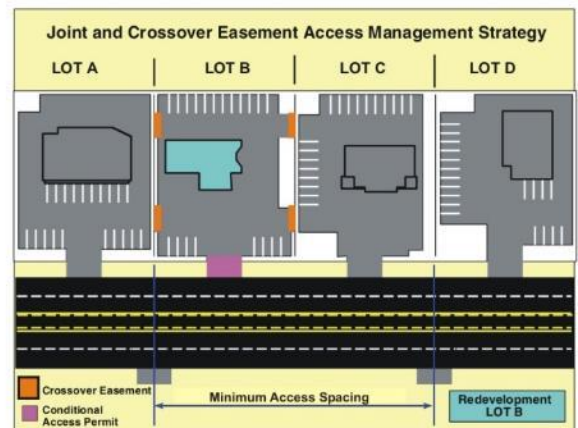 Joint and Crossover Easement Access Management Strategy
LOT A
LOT B
LOT C
LOT D
Crossover Easement
Conditional
Access Permit
Minimum Access Spacing
Redevelopment
LOT B